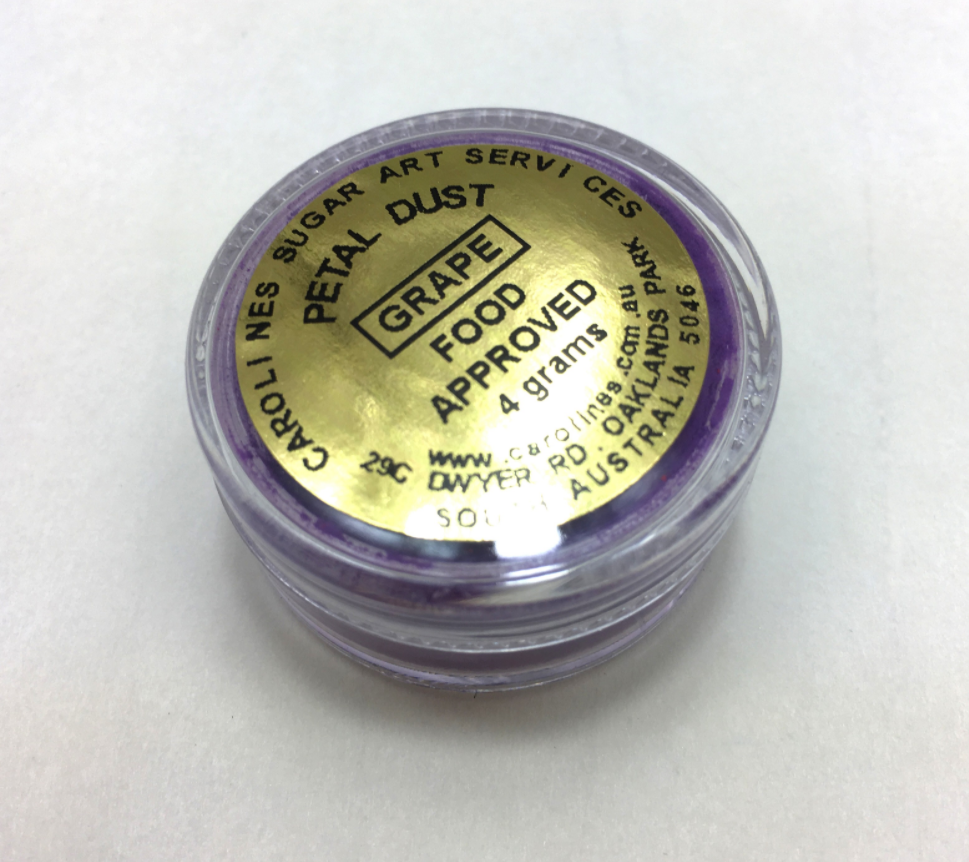 CAROLINES SUGAR ART SERVICES
PETAL DUST
GRAPE
FOOD
APPROVED
4 grams
www.carolines.com.au
29C DWYER RD. OAKLANDS PARK
SOUTH AUSTRALIA 5046